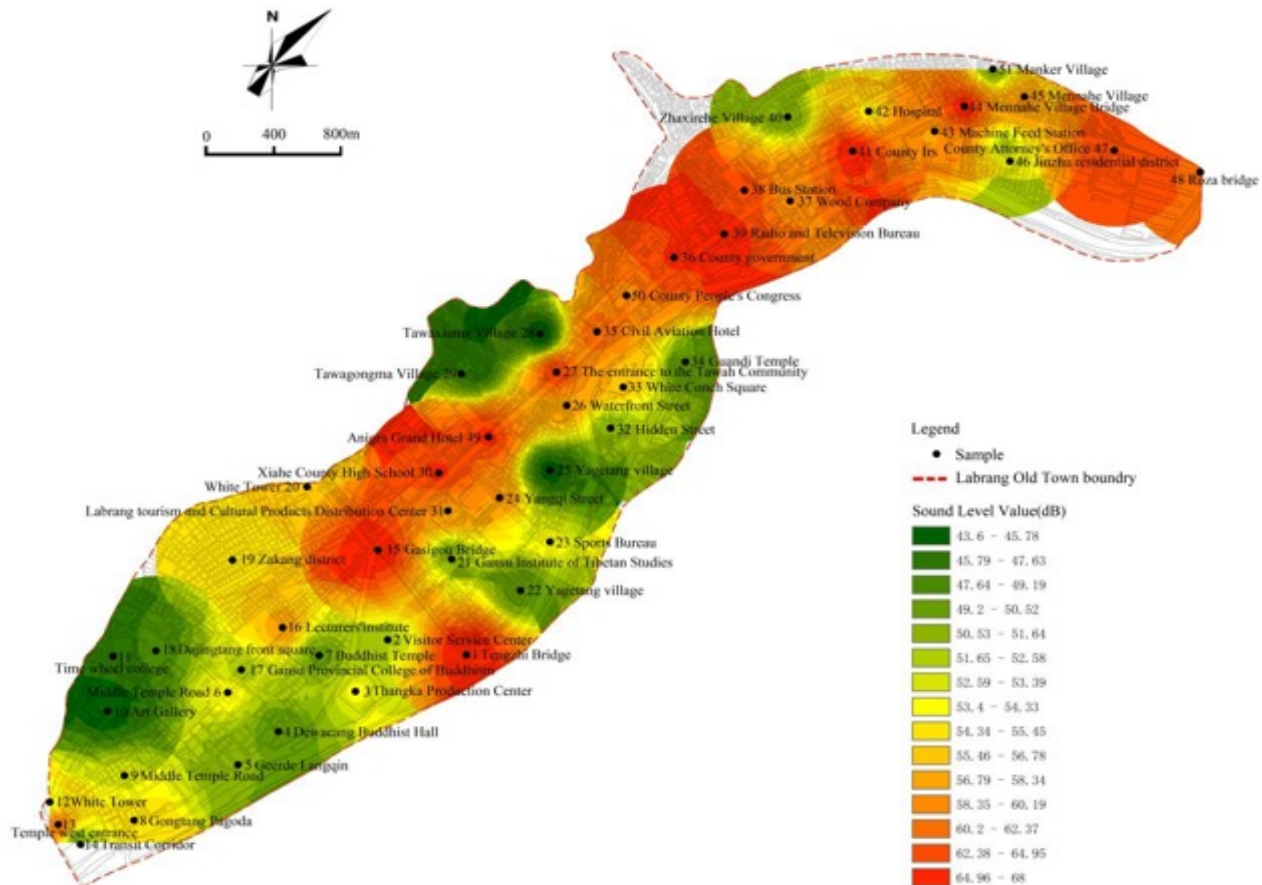 N
0 400 800m
51 Manker Village
45 Mennahe Village
44 Mennahe Village Bridge
42 Hospital
Zhaxirehe Village 40
43 Machine Feed Station
41 County Irs
County Attorney's Office 47
46 Jinzhu residential district
48 Roza bridge
38 Bus Station
37 Wood Company
39 Radio and Television Bureau
36 County government
50 County People's Congress
35 Civil Aviation Hotel
Village 28
34 Guandi Temple
Tawagongma Village 29
27 The entrance to the Tawah Community
33 White Conch Square
26 Waterfront Street
32 Hidden Street
Grand Hotel 49
25 Yagetang village
Xiahe County High School 30
White Tower 20
24 Yangqi Street
Labrang tourism and Cultural Products Distribution Center 31
15 Gasigou Bridge
23 Sports Bureau
19 Zakang district
21 Gansu Institute of Tibetan Studies
22 Yagetang village
16 Lecturers'institute
2 Visitor Service Center
18 Dajingtang front square
7 Buddhist Temple
1 Tengzhi Bridge
11
Time wheel college
17 Gansu Provincial College of Buddhism
Middle Temple Road 6
3 Thangka Production Center
10 Art Gallery
4 Dewacang Buddhist Hall
5 Geerde Langqin
9 Middle Temple Road
12 White Tower
13
Temple west entrance
8 Gongtang Pagoda
14 Transit Corridor
Legend
Sample
Labrang Old Town boundry
Sound Level Value(dB)
43.6 - 45.78
45.79 - 47.63
47.64 - 49.19
49.2 - 50.52
50.53 - 51.64
51.65 - 52.58
52.59 - 53.39
53.4 - 54.33
54.34 - 55.45
55.46 - 56.78
56.79 - 58.34
58.35 - 60.19
60.2 - 62.37
62.38 - 64.95
64.96 - 68